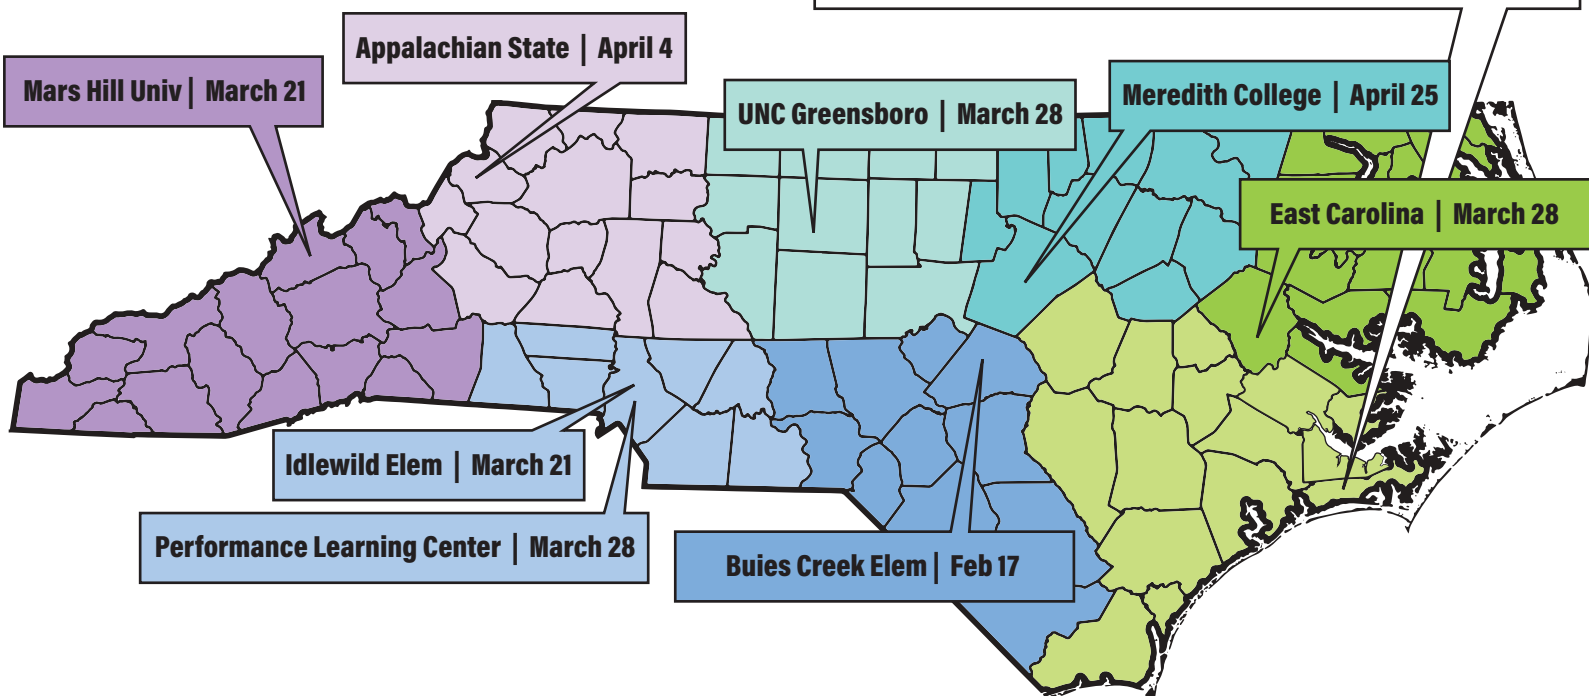 Appalachian State | April 4
Mars Hill Univ | March 21
UNC Greensboro | March 28
Meredith College | April 25
East Carolina | March 28
Idlewild Elem | March 21
Performance Learning Center | March 28
Buies Creek Elem | Feb 17